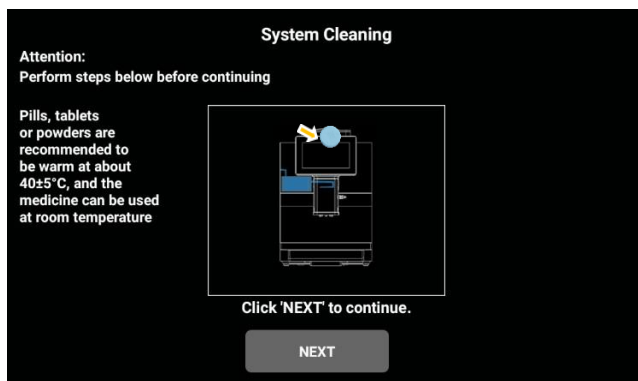 System Cleaning
Attention:
Perform steps below before continuing
Pills, tablets
or powders are
recommended to
be warm at about
40±5°C, and the
medicine can be used
at room temperature
Click 'NEXT' to continue.
NEXT